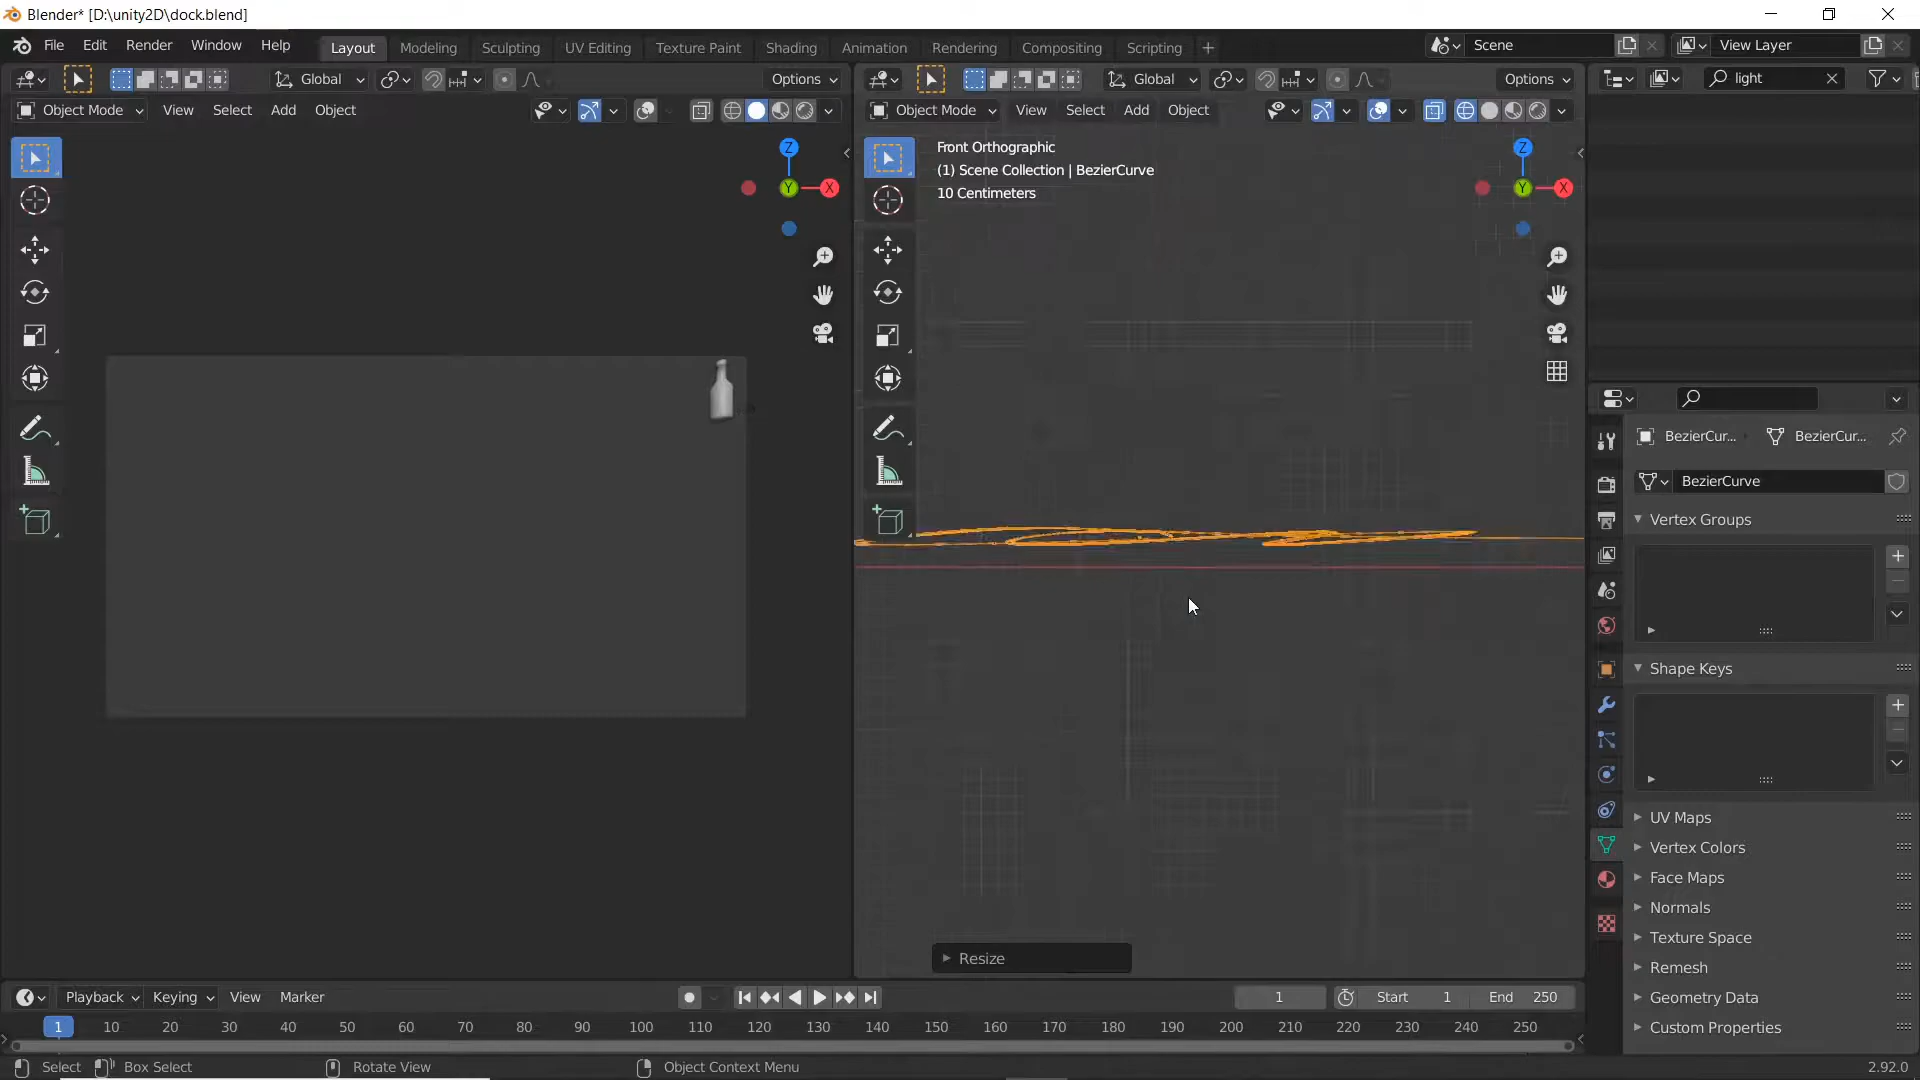 Blender* [D:\unity2D\dock.blend]
File Edit Render Window Help Layout Modeling Sculpting UV Editing Texture Paint Shading Animation Rendering Compositing Scripting + Scene View Layer
Global Options Global Options light
Object Mode View Select Add Object Object Mode View Select Add Object
Front Orthographic
(1) Scene Collection | BezierCurve
10 Centimeters
Z Y X Z Y X
BezierCur... BezierCur...
BezierCurve
Vertex Groups
Shape Keys
UV Maps
Vertex Colors
Face Maps
Normals
Texture Space
Remesh
Geometry Data
Custom Properties
Resize
Playback Keying View Marker 1 Start 1 End 250
1 10 20 30 40 50 60 70 80 90 100 110 120 130 140 150 160 170 180 190 200 210 220 230 240 250
Select Box Select Rotate View Object Context Menu 2.92.0